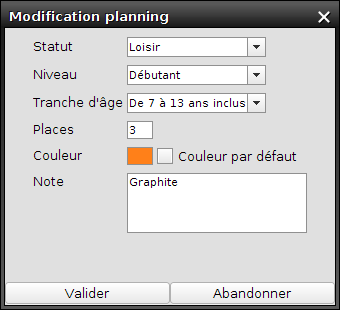 Modification planning
Statut Loisir
Niveau Débutant
Tranche d'âge De 7 à 13 ans inclus
Places 3
Couleur Couleur par défaut
Note Graphite
Valider Abandonner